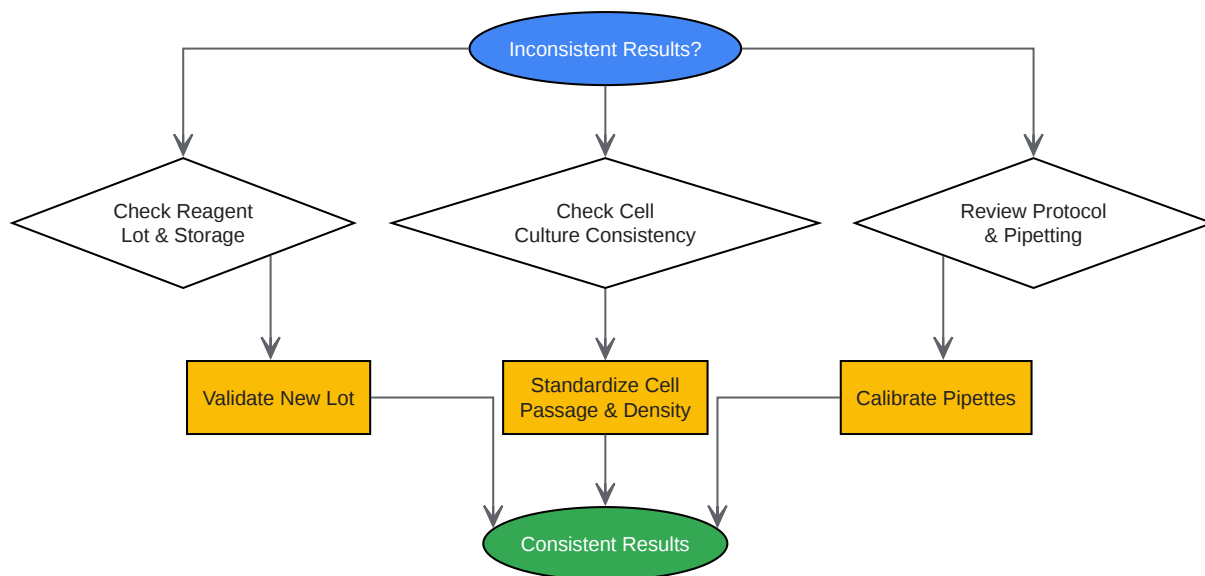 Inconsistent Results?
Check Reagent
Lot & Storage
Check Cell
Culture Consistency
Review Protocol
& Pipetting
Validate New Lot
Standardize Cell
Passage & Density
Calibrate Pipettes
Consistent Results